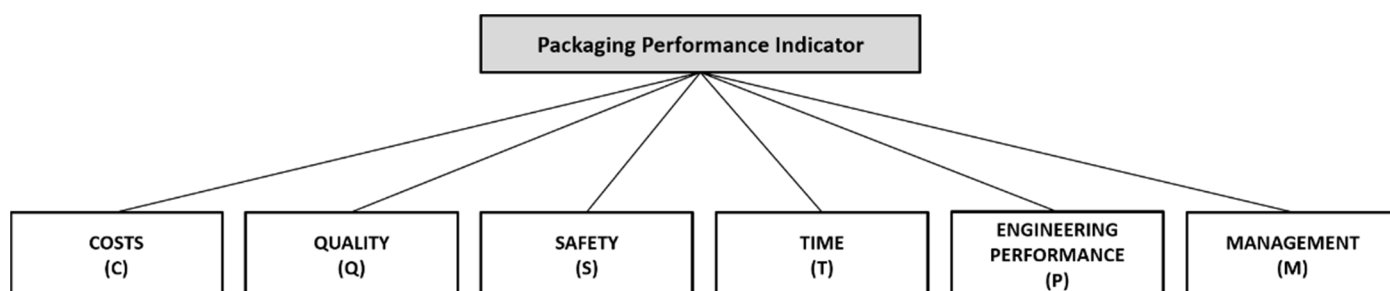 Packaging Performance Indicator
COSTS
(C)
QUALITY
(Q)
SAFETY
(S)
TIME
(T)
ENGINEERING
PERFORMANCE
(P)
MANAGEMENT
(M)